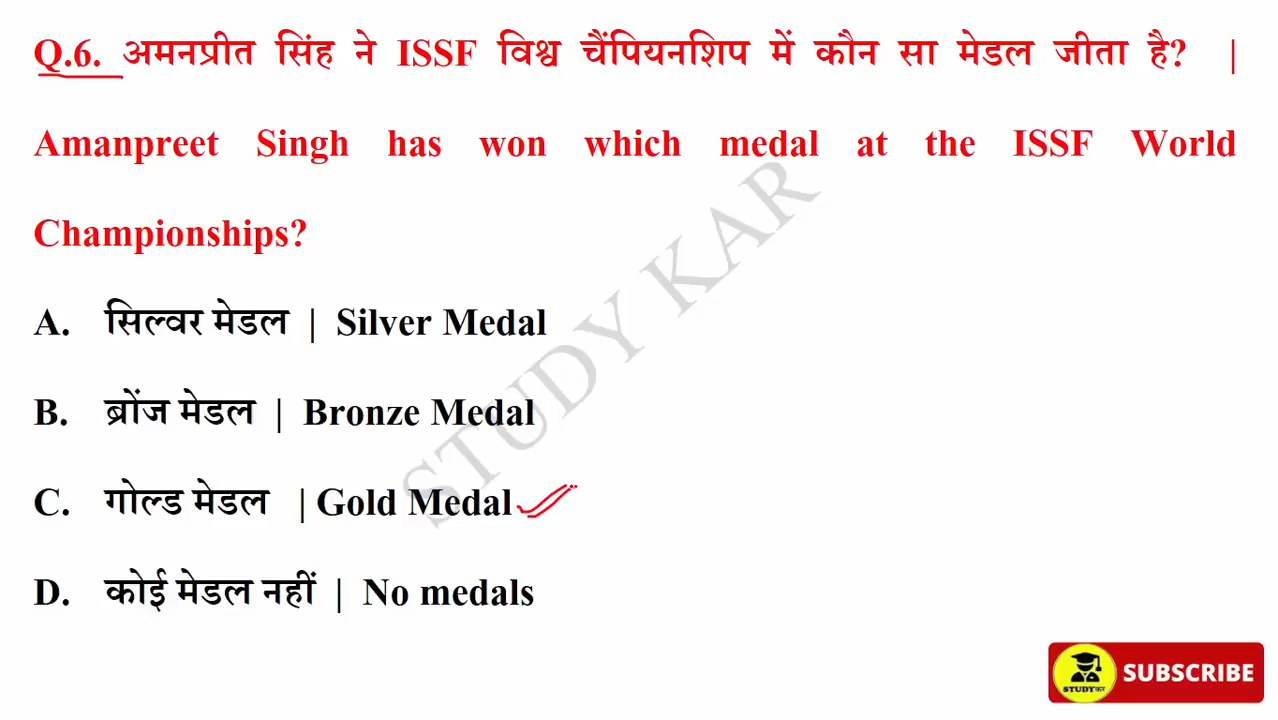 Q.6. अमनप्रीत सिंह ने ISSF विश्व चैंपियनशिप में कौन सा मेडल जीता है? |
Amanpreet Singh has won which medal at the ISSF World
Championships?
A. सिल्वर मेडल | Silver Medal
B. ब्रोंज मेडल | Bronze Medal
C. गोल्ड मेडल | Gold Medal
D. कोई मेडल नहीं | No medals
STUDY KAR
STUDYकर SUBSCRIBE